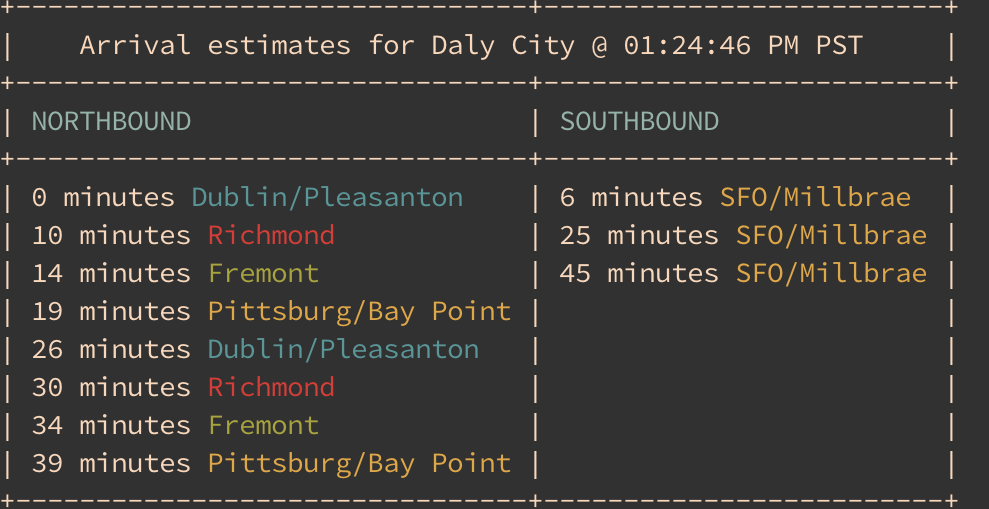 Arrival estimates for Daly City @ 01:24:46 PM PST
NORTHBOUND | SOUTHBOUND
0 minutes Dublin/Pleasanton | 6 minutes SFO/Millbrae
10 minutes Richmond | 25 minutes SFO/Millbrae
14 minutes Fremont | 45 minutes SFO/Millbrae
19 minutes Pittsburg/Bay Point
26 minutes Dublin/Pleasanton
30 minutes Richmond
34 minutes Fremont
39 minutes Pittsburg/Bay Point